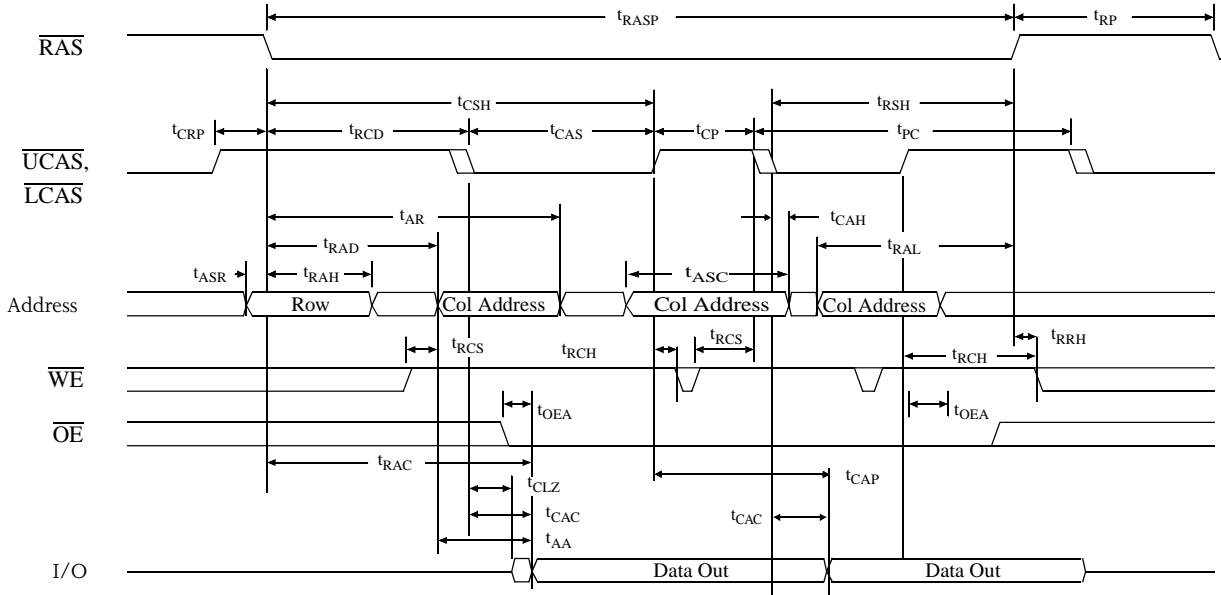 tRASP tRP
RAS
tCSH tRSH
tCRP tRCD tCAS tCP tPC
UCAS,
LCAS
tAR tCAH
tRAD tRAL
tASR tRAH tASC
Address Row Col Address Col Address Col Address
tRCS tRCH tRCS tRCH tRRH
WE
tOEA tOEA
OE
tRAC tCLZ tCAP
tCAC tCAC
tAA
I/O Data Out Data Out